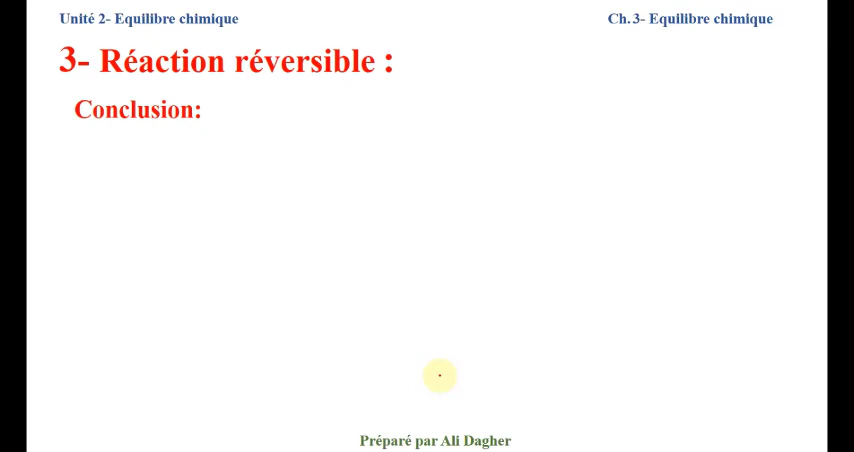 Unité 2- Equilibre chimique
Ch. 3- Equilibre chimique
3- Réaction réversible :
Conclusion:
Préparé par Ali Dagher